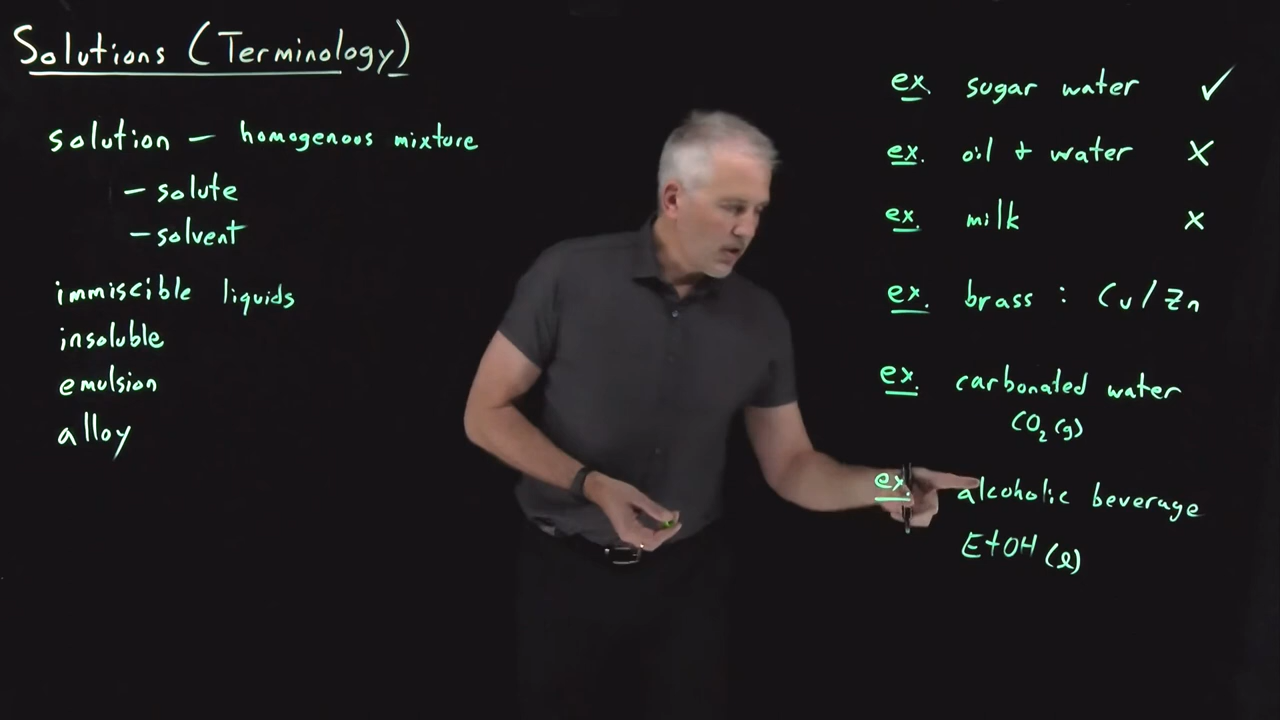 Solutions (Terminology)
solution – homogenous mixture
– solute
– solvent
immiscible liquids
insoluble
emulsion
alloy
ex. sugar water ✓
ex. oil + water X
ex. milk X
ex. brass : Cu/Zn
ex. carbonated water
CO₂(g)
ex. alcoholic beverage
EtOH(l)